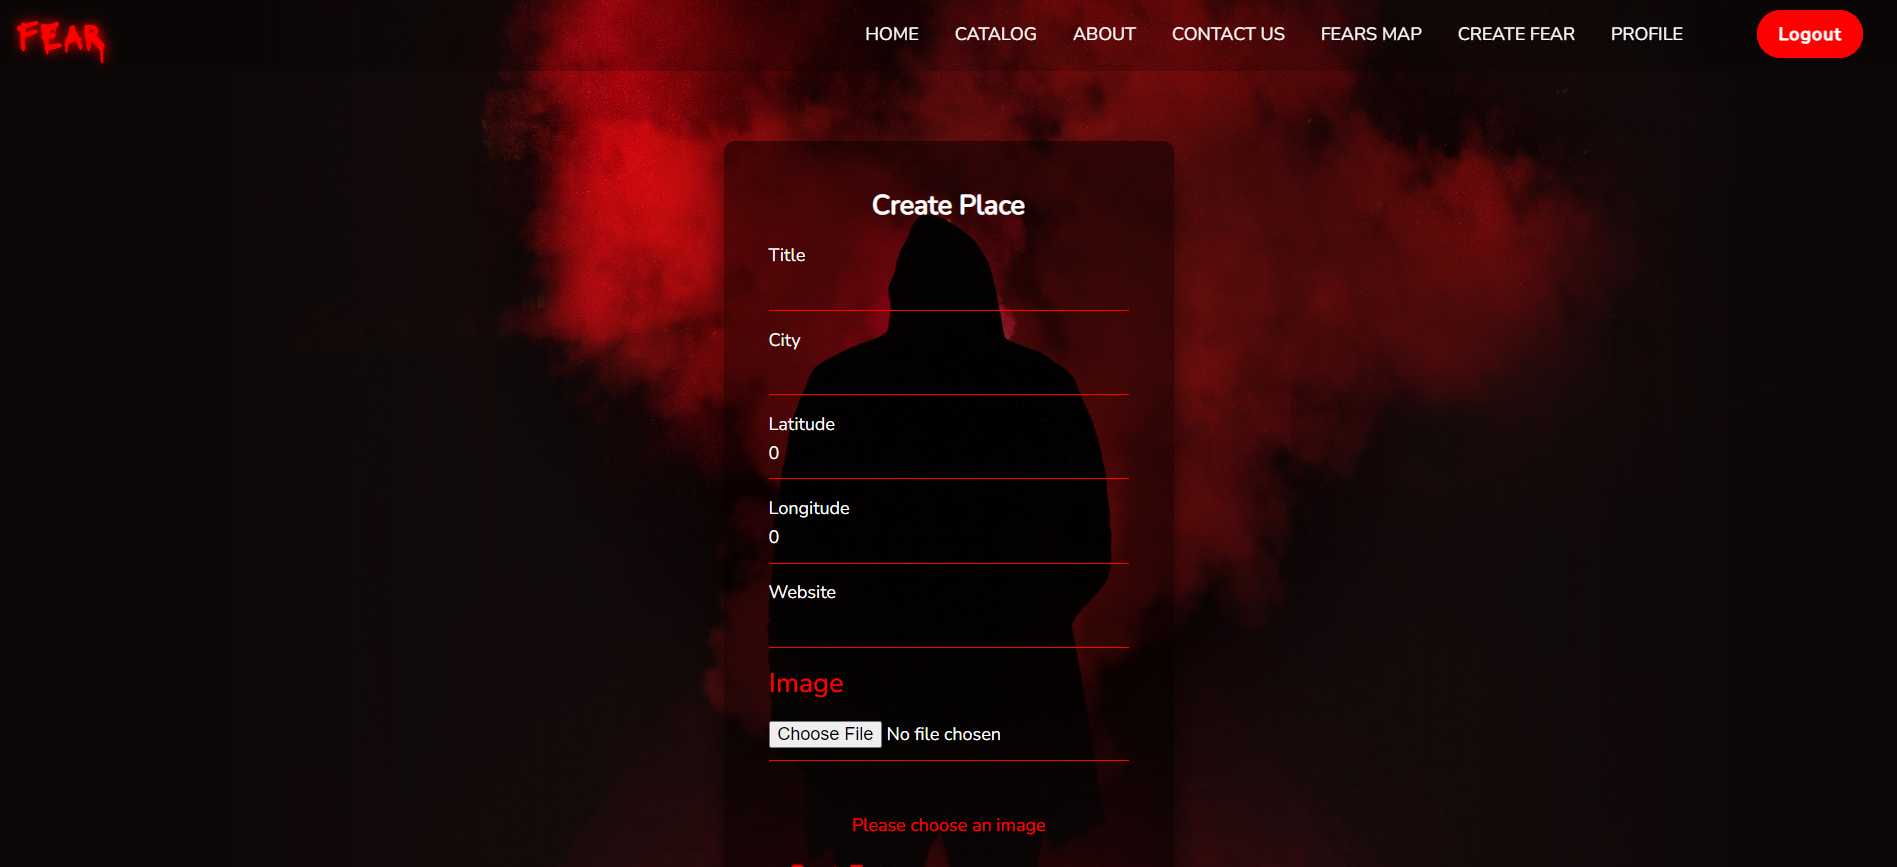 FEAR
HOME CATALOG ABOUT CONTACT US FEARS MAP CREATE FEAR PROFILE Logout
Create Place
Title
City
Latitude
0
Longitude
0
Website
Image
Choose File No file chosen
Please choose an image